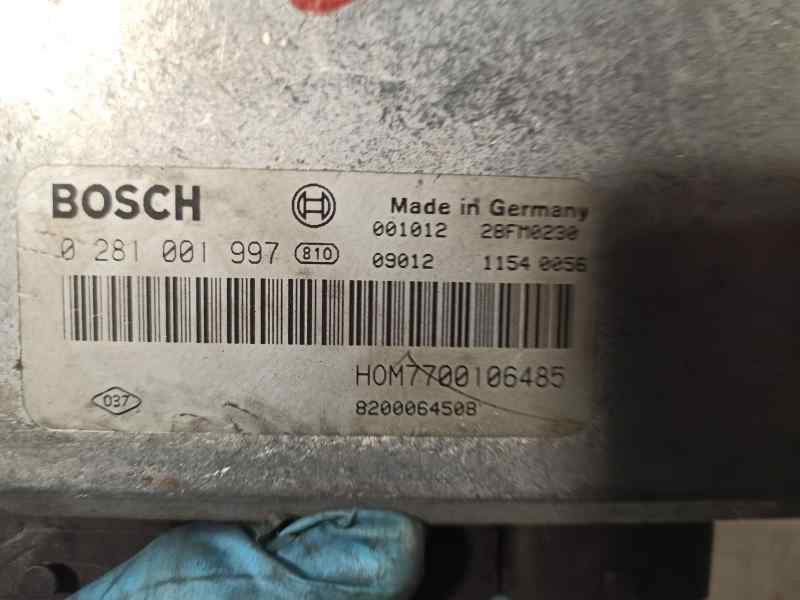 BOSCH
Made in Germany
001012 28FM0230
0 281 001 997 810
09012 1154 0056
HOM7700106485
037
8200064508